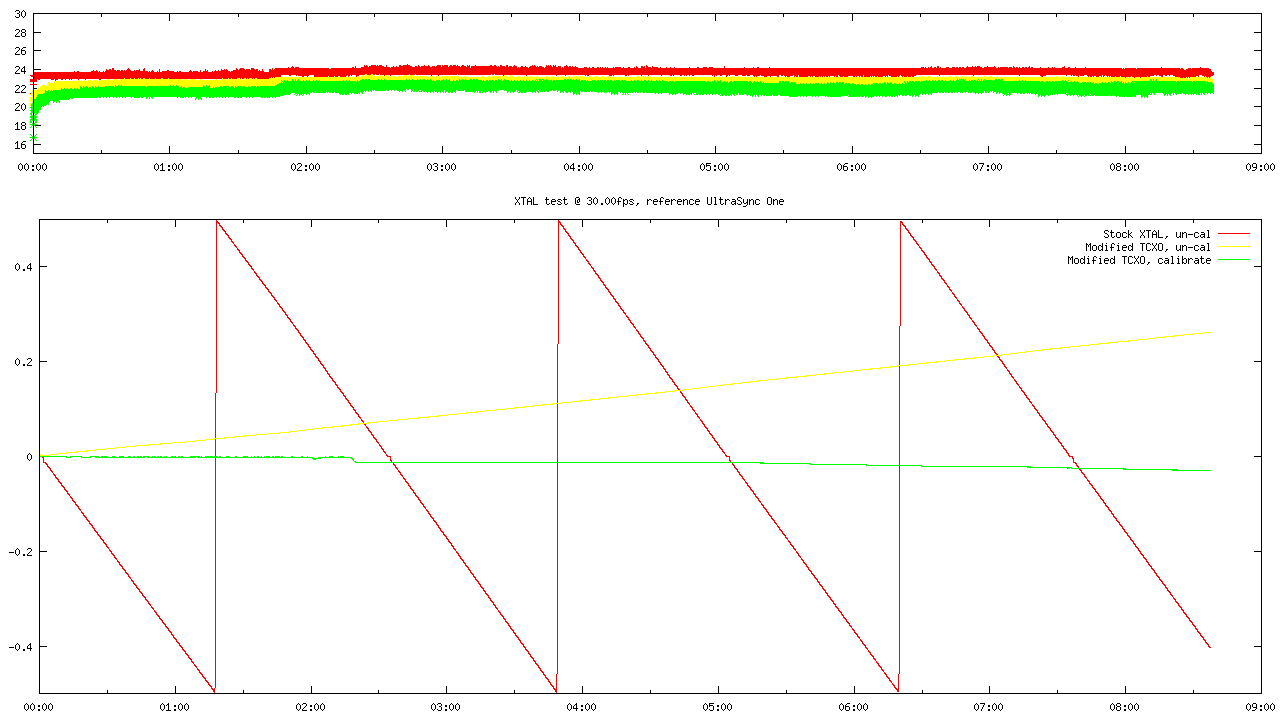 30
28
26
24
22
20
18
16
00:00 01:00 02:00 03:00 04:00 05:00 06:00 07:00 08:00 09:00
XTAL test @ 30.00fps, reference UltraSync One
Stock XTAL, un-cal
Modified TCXO, un-cal
Modified TCXO, calibrate
0.4
0.2
0
-0.2
-0.4
00:00 01:00 02:00 03:00 04:00 05:00 06:00 07:00 08:00 09:00